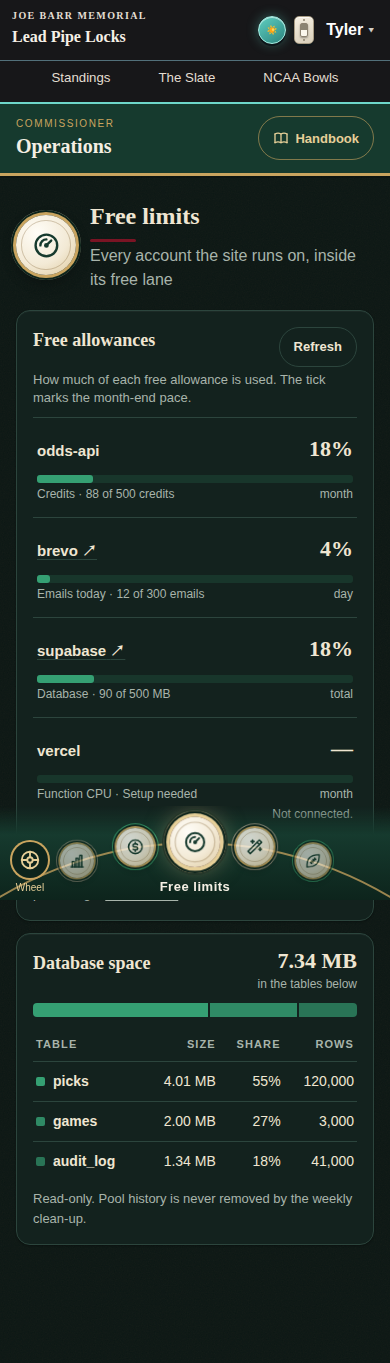 JOE BARR MEMORIAL
Lead Pipe Locks
Tyler
Standings The Slate NCAA Bowls
COMMISSIONER
Operations
Handbook
Free limits
Every account the site runs on, inside
its free lane
Free allowances
Refresh
How much of each free allowance is used. The tick
marks the month-end pace.
odds-api 18%
Credits · 88 of 500 credits month
brevo ↗ 4%
Emails today · 12 of 300 emails day
supabase ↗ 18%
Database · 90 of 500 MB total
vercel —
Function CPU · Setup needed month
Not connected.
Wheel
Free limits
Database space 7.34 MB
in the tables below
TABLE SIZE SHARE ROWS
picks 4.01 MB 55% 120,000
games 2.00 MB 27% 3,000
audit_log 1.34 MB 18% 41,000
Read-only. Pool history is never removed by the weekly
clean-up.